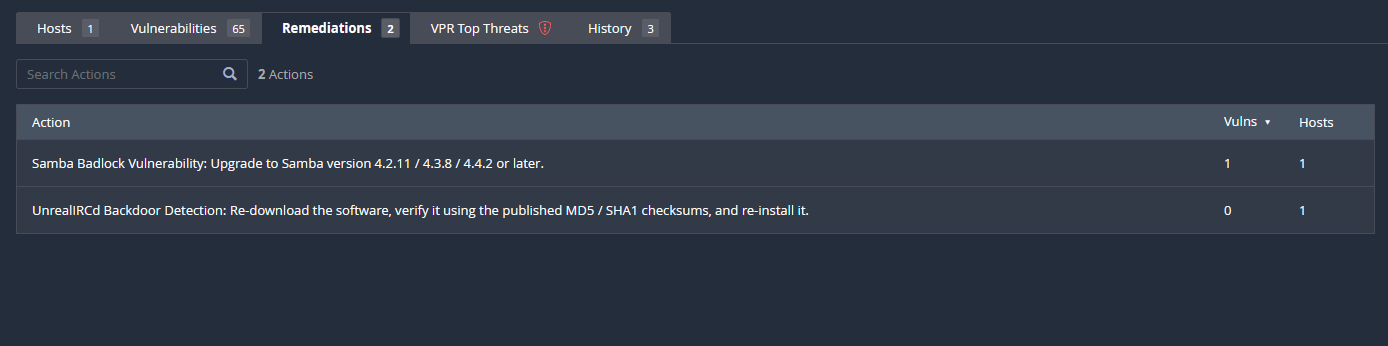 Hosts 1 Vulnerabilities 65 Remediations 2 VPR Top Threats History 3
Search Actions 2 Actions
Action Vulns ▼ Hosts
Samba Badlock Vulnerability: Upgrade to Samba version 4.2.11 / 4.3.8 / 4.4.2 or later. 1 1
UnrealIRCd Backdoor Detection: Re-download the software, verify it using the published MD5 / SHA1 checksums, and re-install it. 0 1